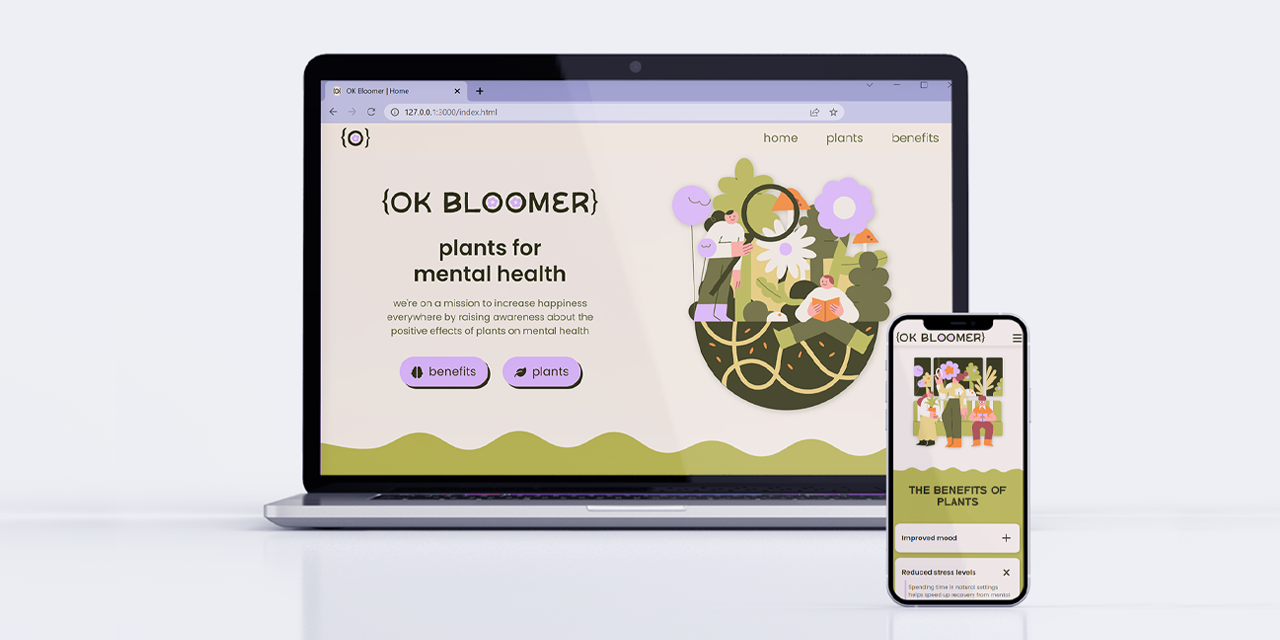 {O} OK Bloomer | Home
127.0.0.1:3000/index.html
{O}
home plants benefits
{OK BLOOMER}
plants for
mental health
we're on a mission to increase happiness
everywhere by raising awareness about the
positive effects of plants on mental health
benefits plants
{OK BLOOMER}
THE BENEFITS OF
PLANTS
Improved mood
Reduced stress levels
Spending time in natural settings
helps speed up recovery from mental